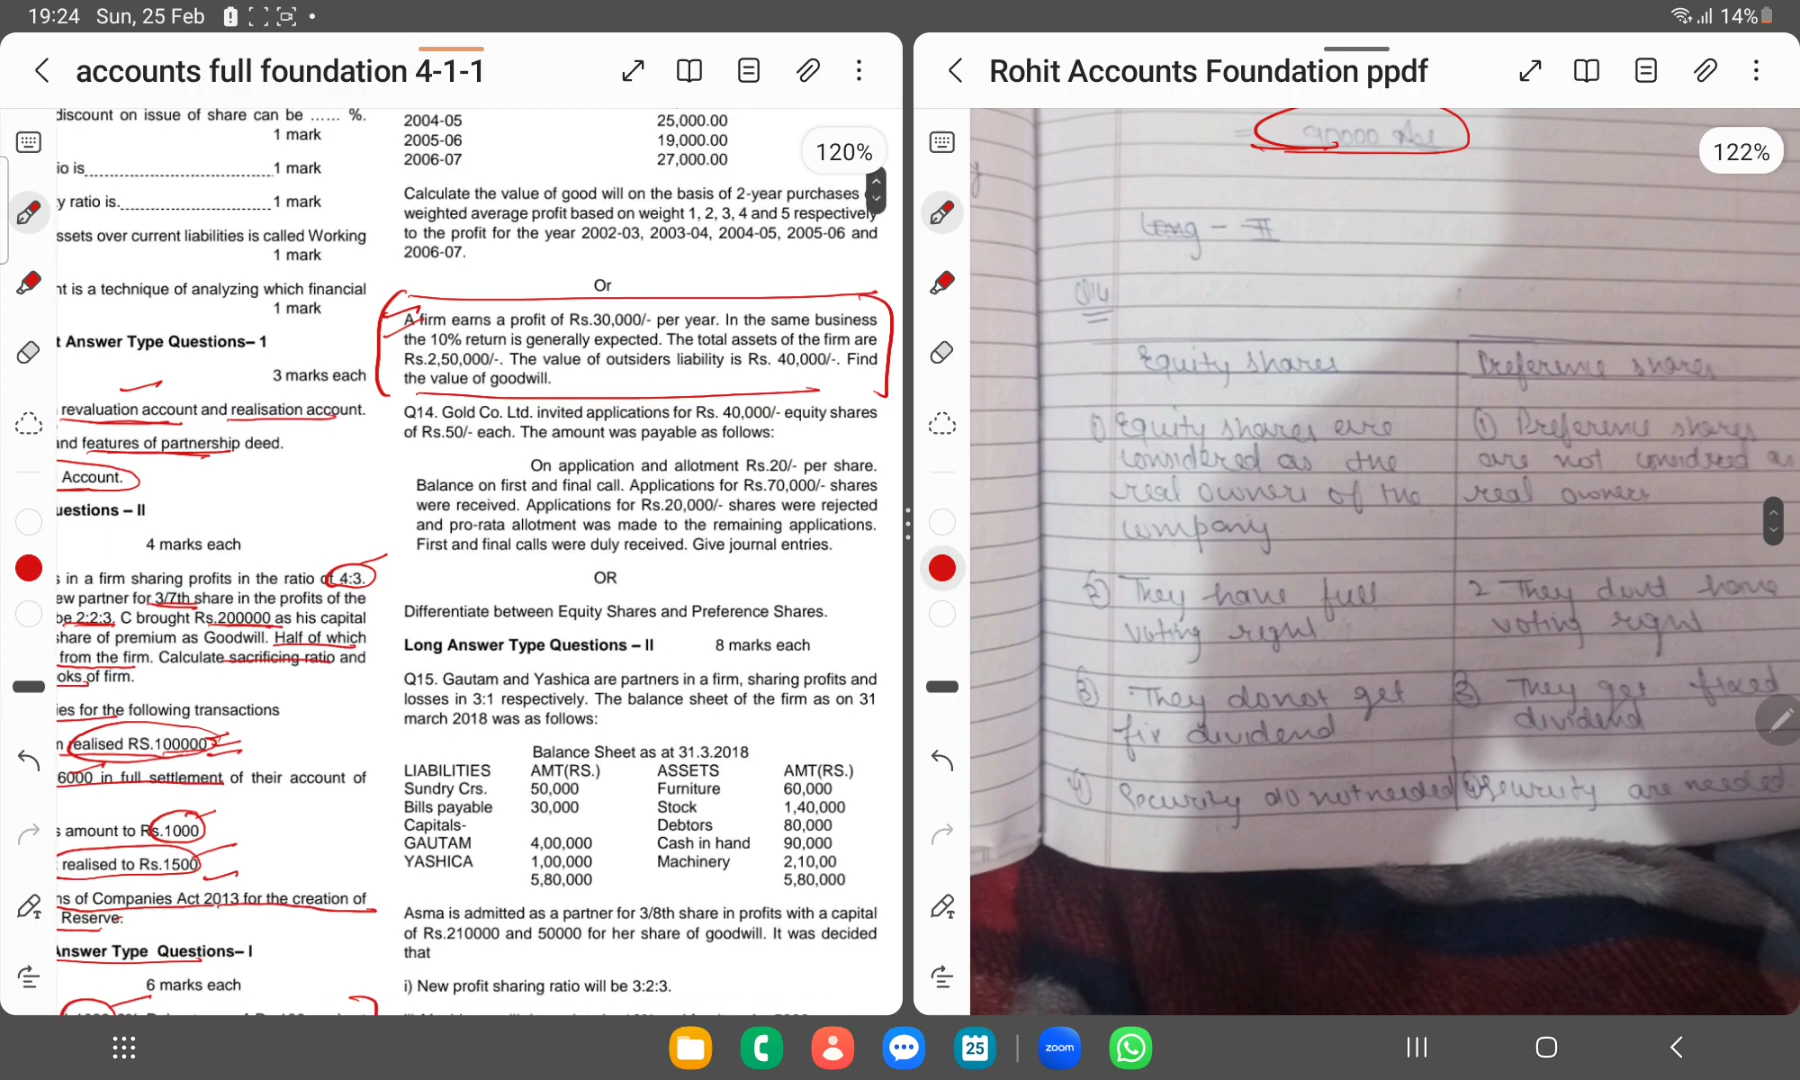 19:24 Sun, 25 Feb
14%
accounts full foundation 4-1-1
120%
discount on issue of share can be ...... %.
1 mark
io is 1 mark
y ratio is. 1 mark
ssets over current liabilities is called Working
1 mark
nt is a technique of analyzing which financial
1 mark
t Answer Type Questions– 1
3 marks each
revaluation account and realisation account.
and features of partnership deed.
Account.
uestions – II
4 marks each
s in a firm sharing profits in the ratio of 4:3.
ew partner for 3/7th share in the profits of the
be 2:2:3. C brought Rs.200000 as his capital
share of premium as Goodwill. Half of which
from the firm. Calculate sacrificing ratio and
oks of firm.
ies for the following transactions
n realised RS.100000
6000 in full settlement of their account of
s amount to Rs.1000
realised to Rs.1500
ns of Companies Act 2013 for the creation of
Reserve.
Answer Type Questions– I
6 marks each
2004-05 25,000.00
2005-06 19,000.00
2006-07 27,000.00
Calculate the value of good will on the basis of 2-year purchases
weighted average profit based on weight 1, 2, 3, 4 and 5 respectively
to the profit for the year 2002-03, 2003-04, 2004-05, 2005-06 and
2006-07.
Or
A firm earns a profit of Rs.30,000/- per year. In the same business
the 10% return is generally expected. The total assets of the firm are
Rs.2,50,000/-. The value of outsiders liability is Rs. 40,000/-. Find
the value of goodwill.
Q14. Gold Co. Ltd. invited applications for Rs. 40,000/- equity shares
of Rs.50/- each. The amount was payable as follows:
On application and allotment Rs.20/- per share.
Balance on first and final call. Applications for Rs.70,000/- shares
were received. Applications for Rs.20,000/- shares were rejected
and pro-rata allotment was made to the remaining applications.
First and final calls were duly received. Give journal entries.
OR
Differentiate between Equity Shares and Preference Shares.
Long Answer Type Questions – II 8 marks each
Q15. Gautam and Yashica are partners in a firm, sharing profits and
losses in 3:1 respectively. The balance sheet of the firm as on 31
march 2018 was as follows:
Balance Sheet as at 31.3.2018
LIABILITIES AMT(RS.) ASSETS AMT(RS.)
Sundry Crs. 50,000 Furniture 60,000
Bills payable 30,000 Stock 1,40,000
Capitals- Debtors 80,000
GAUTAM 4,00,000 Cash in hand 90,000
YASHICA 1,00,000 Machinery 2,10,00
5,80,000 5,80,000
Asma is admitted as a partner for 3/8th share in profits with a capital
of Rs.210000 and 50000 for her share of goodwill. It was decided
that
i) New profit sharing ratio will be 3:2:3.
Rohit Accounts Foundation ppdf
122%
= 90000
Long - II
Q14
Equity shares
Preference shares
① Equity shares are
considered as the
real owners of the
company
① Preference shares
are not considred as
real owners
② They have full
voting right
2 They dont have
voting right
③ They donot get
fix dividend
③ They get fixed
dividend
④ Security do not needed
④ Security are needed
25
zoom